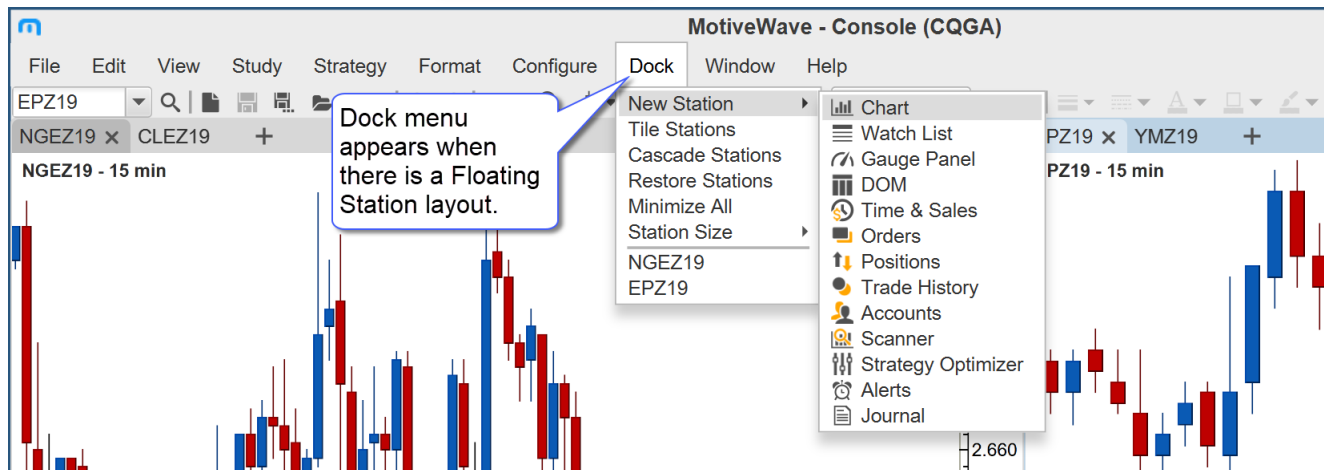 MotiveWave - Console (CQGA)
File Edit View Study Strategy Format Configure Dock Window Help
EPZ19
NGEZ19 CLEZ19
PZ19 YMZ19
NGEZ19 - 15 min
PZ19 - 15 min
Dock menu
appears when
there is a Floating
Station layout.
New Station
Tile Stations
Cascade Stations
Restore Stations
Minimize All
Station Size
NGEZ19
EPZ19
Chart
Watch List
Gauge Panel
DOM
Time & Sales
Orders
Positions
Trade History
Accounts
Scanner
Strategy Optimizer
Alerts
Journal
2.660